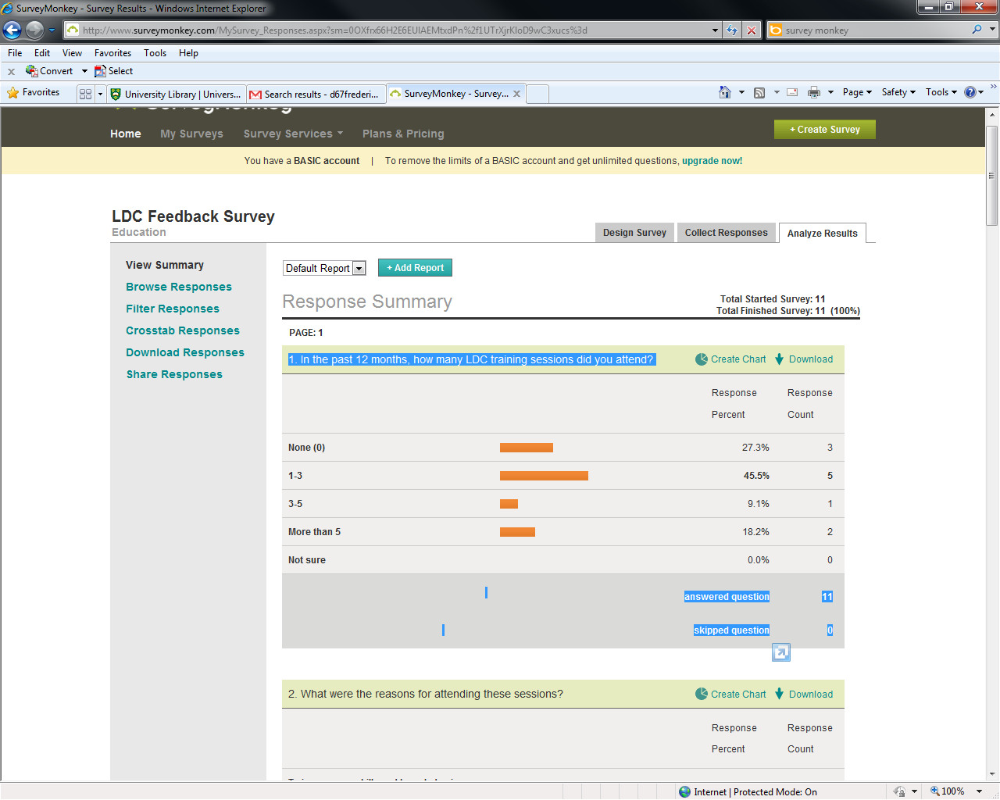 SurveyMonkey - Survey Results - Windows Internet Explorer
http://www.surveymonkey.com/MySurvey_Responses.aspx?sm=0OXfrx66H2E6EUIAEMtxdPn%2f1UTrXjrKIoD9wC3xucs%3d
survey monkey
File Edit View Favorites Tools Help
x Convert Select
Favorites University Library | Univers... Search results - d67frederi... SurveyMonkey - Survey... Page Safety Tools
Home My Surveys Survey Services Plans & Pricing + Create Survey
You have a BASIC account | To remove the limits of a BASIC account and get unlimited questions, upgrade now!
LDC Feedback Survey
Education
Design Survey Collect Responses Analyze Results
View Summary
Browse Responses
Filter Responses
Crosstab Responses
Download Responses
Share Responses
Default Report + Add Report
Response Summary
Total Started Survey: 11
Total Finished Survey: 11 (100%)
PAGE: 1
1. In the past 12 months, how many LDC training sessions did you attend? Create Chart Download
Response Percent Response Count
None (0) 27.3% 3
1-3 45.5% 5
3-5 9.1% 1
More than 5 18.2% 2
Not sure 0.0% 0
answered question 11
skipped question 0
2. What were the reasons for attending these sessions? Create Chart Download
Response Percent Response Count
Internet | Protected Mode: On 100%